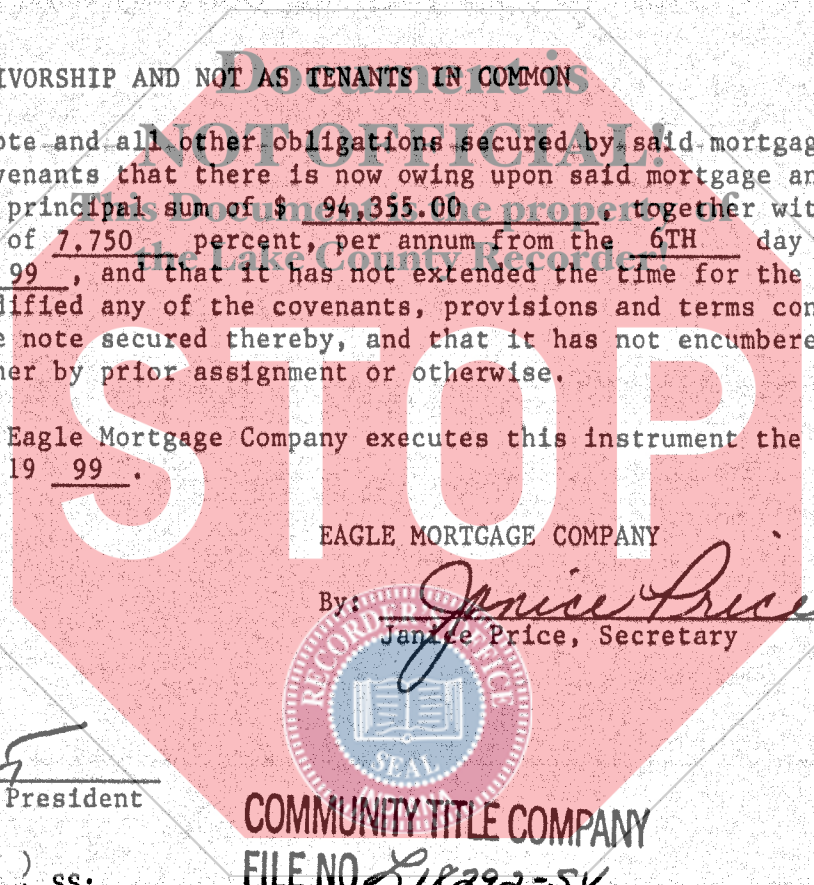 IVORSHIP AND NOT AS TENANTS IN COMMON
Document is
ote and all other obligations secured by said mortgag
NOT OFFICIAL!
venants that there is now owing upon said mortgage an
principal sum of $ 94,355.00, together wit
This Document is the property of
of 7.750 percent, per annum from the 6TH day
the Lake County Recorder!
99, and that it has not extended the time for the
dified any of the covenants, provisions and terms con
e note secured thereby, and that it has not encumbere
her by prior assignment or otherwise.
STOP
Eagle Mortgage Company executes this instrument the
19 99.
EAGLE MORTGAGE COMPANY
By: Janice Price
Janice Price, Secretary
RECORDER'S OFFICE
SEAL
INDIANA
President
COMMUNITY TITLE COMPANY
) ss:
FILE NO